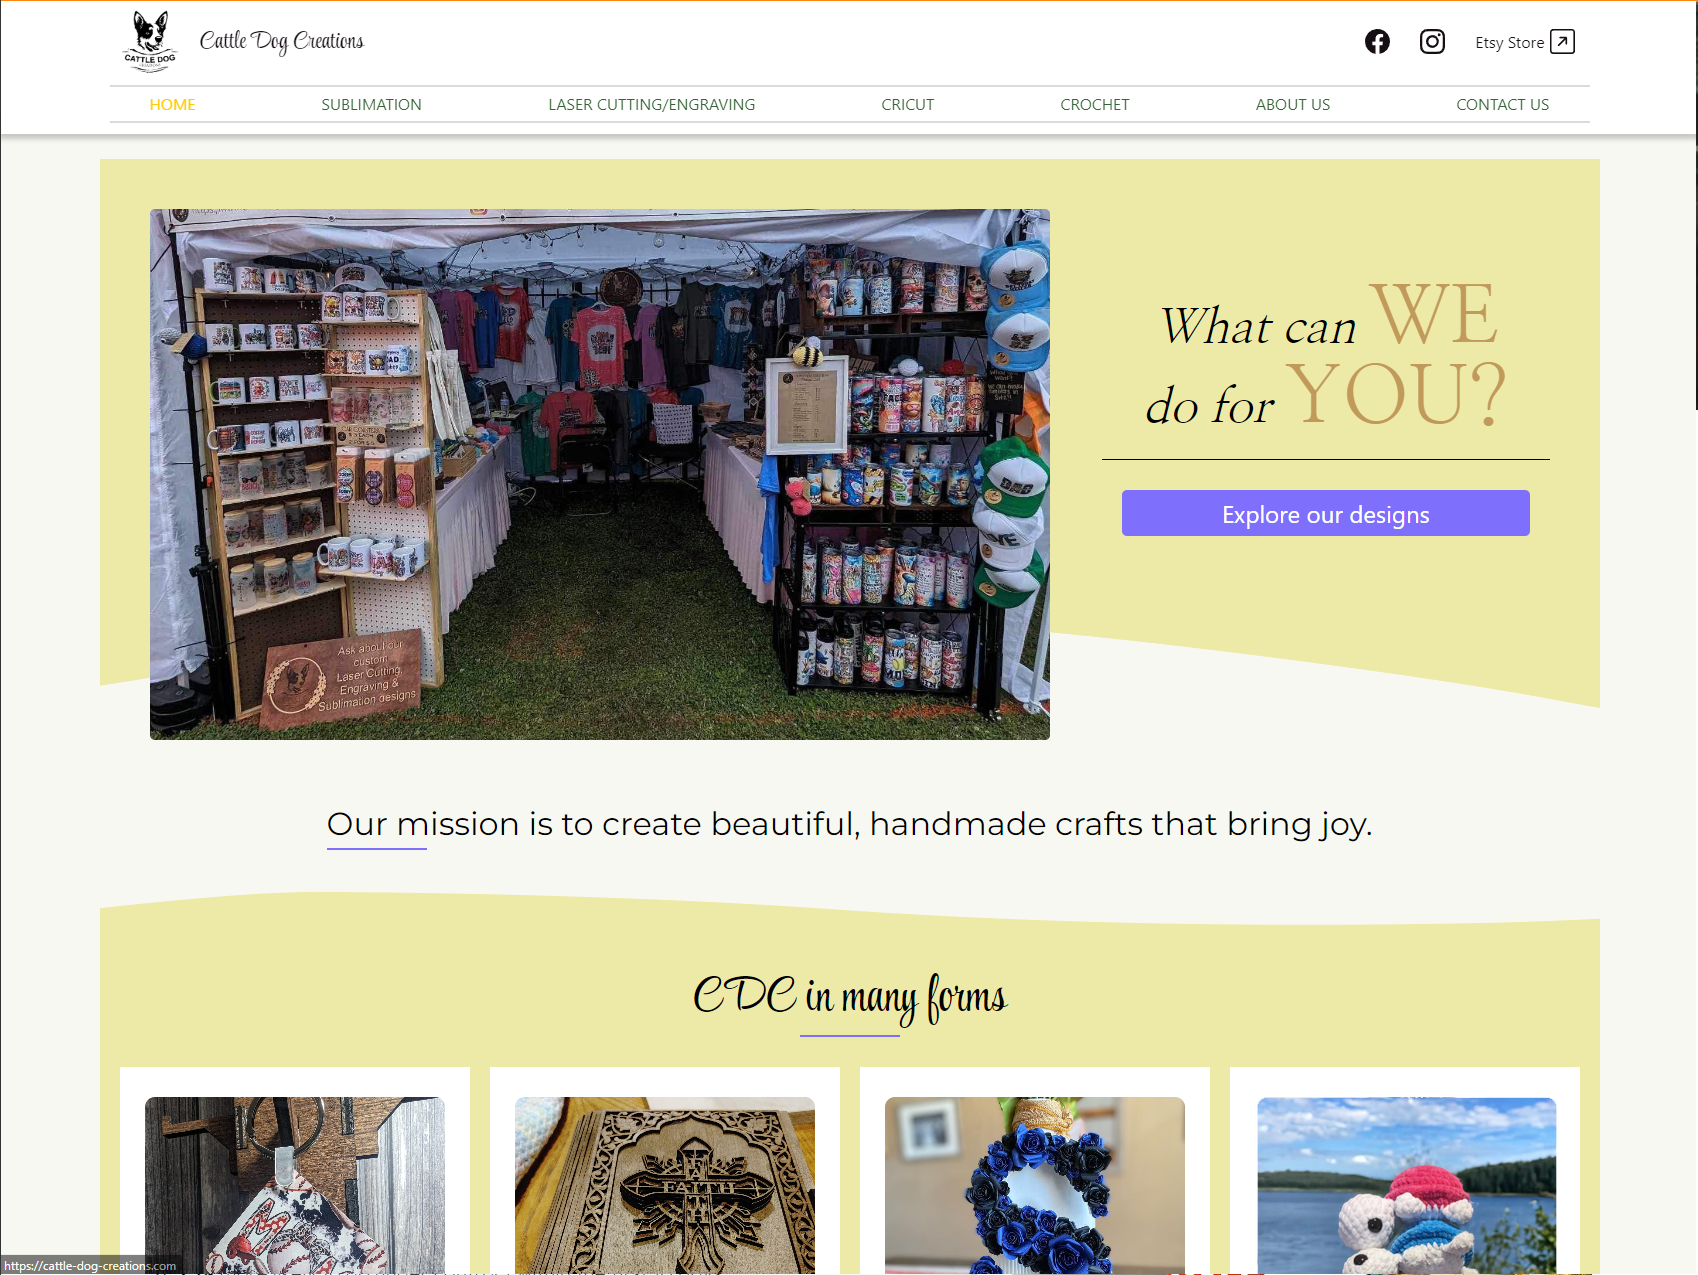 CATTLE DOG
CREATIONS
Cattle Dog Creations
Etsy Store
HOME
SUBLIMATION
LASER CUTTING/ENGRAVING
CRICUT
CROCHET
ABOUT US
CONTACT US
What can WE
do for YOU?
Explore our designs
DAD
Ask about our
custom
Laser Cutting,
Engraving &
Sublimation designs
Our mission is to create beautiful, handmade crafts that bring joy.
CDC in many forms
FAITH
https://cattle-dog-creations.com